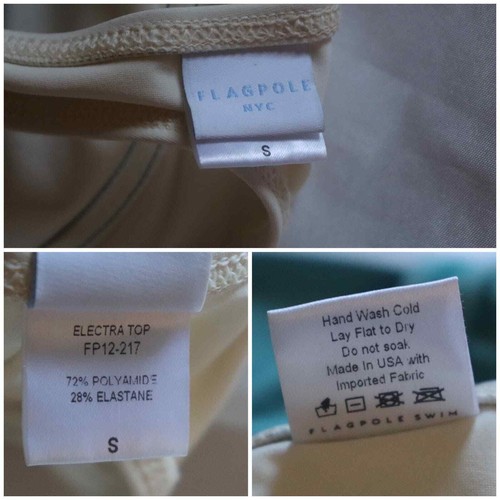 FLAGPOLE
NYC
S
ELECTRA TOP
FP12-217
72% POLYAMIDE
28% ELASTANE
S
Hand Wash Cold
Lay Flat to Dry
Do not soak
Made In USA with
Imported Fabric
FLAGPOLE SWIM